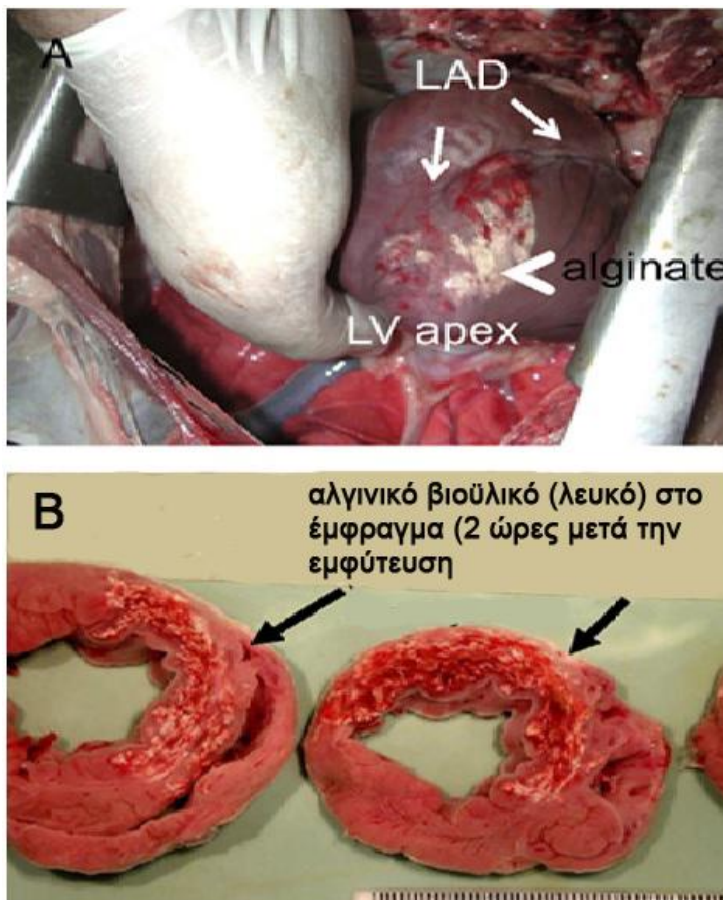 A
LAD
alginate
LV apex
B
αλγινικό βιοϋλικό (λευκό) στο
έμφραγμα (2 ώρες μετά την
εμφύτευση